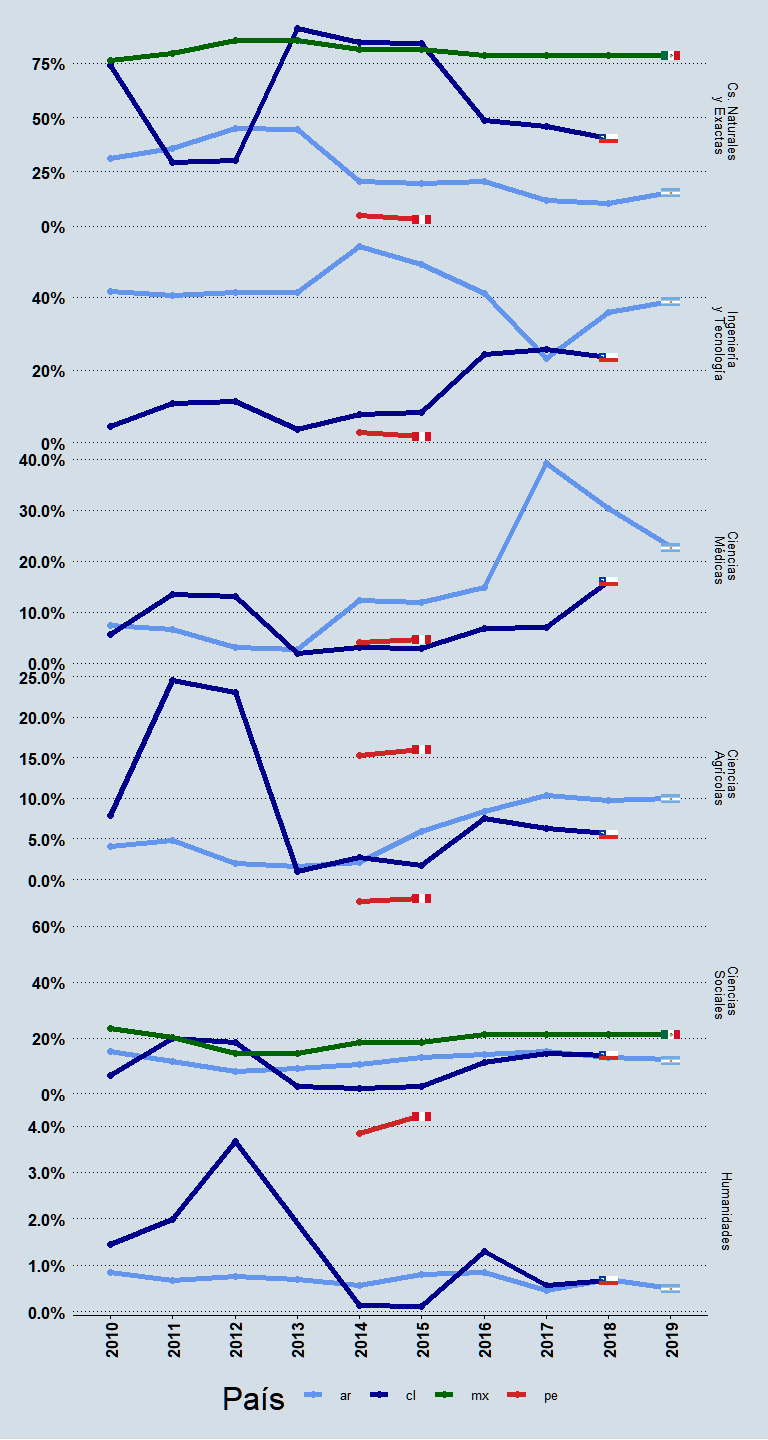 75%
50%
25%
0%
Cs. Naturales
y Exactas
40%
20%
0%
Ingeniería
y Tecnología
40.0%
30.0%
20.0%
10.0%
0.0%
Ciencias
Médicas
25.0%
20.0%
15.0%
10.0%
5.0%
0.0%
Ciencias
Agrícolas
60%
40%
20%
0%
Ciencias
Sociales
4.0%
3.0%
2.0%
1.0%
0.0%
Humanidades
2010 2011 2012 2013 2014 2015 2016 2017 2018 2019
País ar cl mx pe